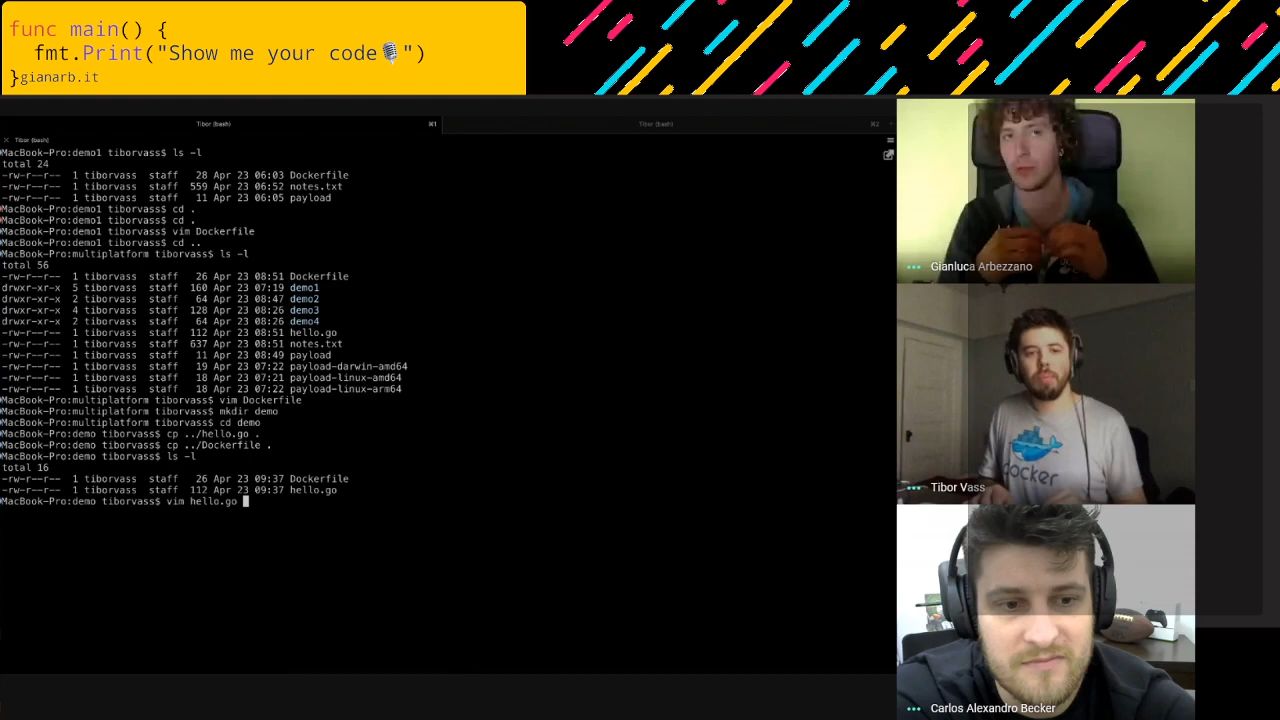 func main() {
fmt.Print("Show me your code🎙️")
}gianarb.it
Tibor (bash)
⌘1
Tibor (bash)
⌘2
Tibor (bash)
MacBook-Pro:demo1 tiborvass$ ls -l
total 24
-rw-r--r-- 1 tiborvass staff 28 Apr 23 06:03 Dockerfile
-rw-r--r-- 1 tiborvass staff 559 Apr 23 06:52 notes.txt
-rw-r--r-- 1 tiborvass staff 11 Apr 23 06:05 payload
MacBook-Pro:demo1 tiborvass$ cd .
MacBook-Pro:demo1 tiborvass$ cd .
MacBook-Pro:demo1 tiborvass$ vim Dockerfile
MacBook-Pro:demo1 tiborvass$ cd ..
MacBook-Pro:multiplatform tiborvass$ ls -l
total 56
-rw-r--r-- 1 tiborvass staff 26 Apr 23 08:51 Dockerfile
drwxr-xr-x 5 tiborvass staff 160 Apr 23 07:19 demo1
drwxr-xr-x 2 tiborvass staff 64 Apr 23 08:47 demo2
drwxr-xr-x 4 tiborvass staff 128 Apr 23 08:26 demo3
drwxr-xr-x 2 tiborvass staff 64 Apr 23 08:26 demo4
-rw-r--r-- 1 tiborvass staff 112 Apr 23 08:51 hello.go
-rw-r--r-- 1 tiborvass staff 637 Apr 23 08:51 notes.txt
-rw-r--r-- 1 tiborvass staff 11 Apr 23 08:49 payload
-rw-r--r-- 1 tiborvass staff 19 Apr 23 07:22 payload-darwin-amd64
-rw-r--r-- 1 tiborvass staff 18 Apr 23 07:21 payload-linux-amd64
-rw-r--r-- 1 tiborvass staff 18 Apr 23 07:22 payload-linux-arm64
MacBook-Pro:multiplatform tiborvass$ vim Dockerfile
MacBook-Pro:multiplatform tiborvass$ mkdir demo
MacBook-Pro:multiplatform tiborvass$ cd demo
MacBook-Pro:demo tiborvass$ cp ../hello.go .
MacBook-Pro:demo tiborvass$ cp ../Dockerfile .
MacBook-Pro:demo tiborvass$ ls -l
total 16
-rw-r--r-- 1 tiborvass staff 26 Apr 23 09:37 Dockerfile
-rw-r--r-- 1 tiborvass staff 112 Apr 23 09:37 hello.go
MacBook-Pro:demo tiborvass$ vim hello.go
Gianluca Arbezzano
docker
Tibor Vass
Carlos Alexandro Becker